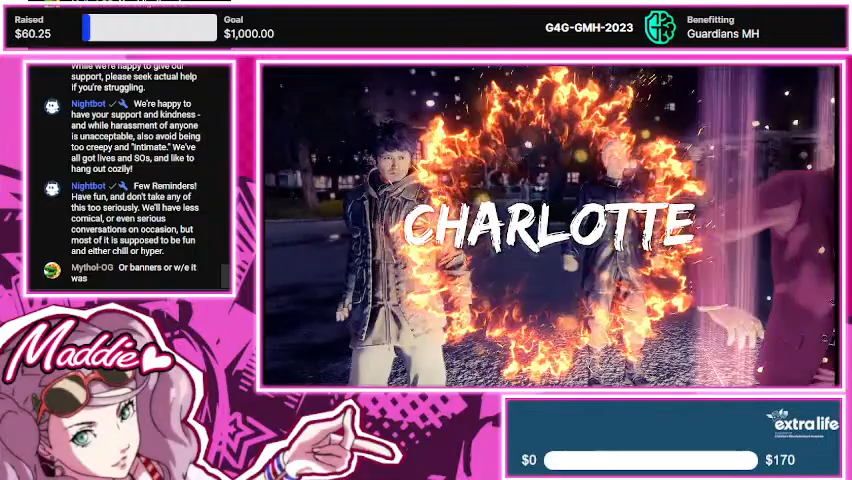 Raised
$60.25
Goal
$1,000.00
G4G-GMH-2023
Benefitting
Guardians MH
While we're happy to give our
support, please seek actual help
if you're struggling.
Nightbot We're happy to
have your support and kindness -
and while harassment of anyone
is unacceptable, also avoid being
too creepy and "Intimate." We've
all got lives and SOs, and like to
hang out cozily!
Nightbot Few Reminders!
Have fun, and don't take any of
this too seriously. We'll have less
comical, or even serious
conversations on occasion, but
most of it is supposed to be fun
and either chill or hyper.
Mythol-OG Or banners or w/e it
was
CHARLOTTE
Maddie
extralife
$0
$170